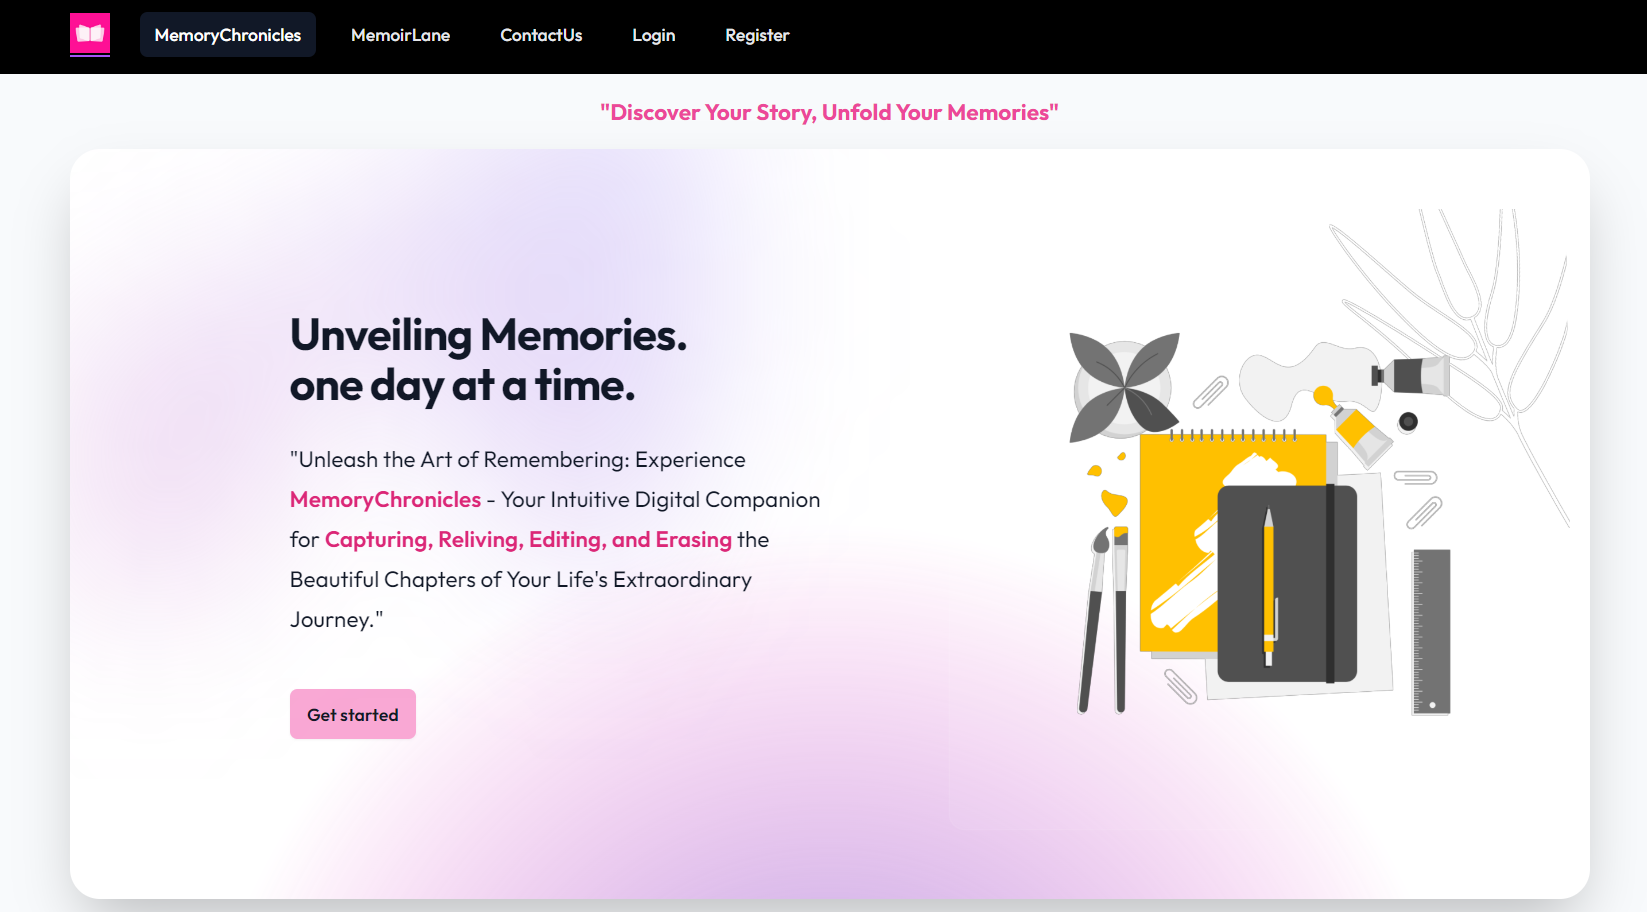 MemoryChronicles MemoirLane ContactUs Login Register
"Discover Your Story, Unfold Your Memories"
Unveiling Memories.
one day at a time.
"Unleash the Art of Remembering: Experience
MemoryChronicles - Your Intuitive Digital Companion
for Capturing, Reliving, Editing, and Erasing the
Beautiful Chapters of Your Life's Extraordinary
Journey."
Get started